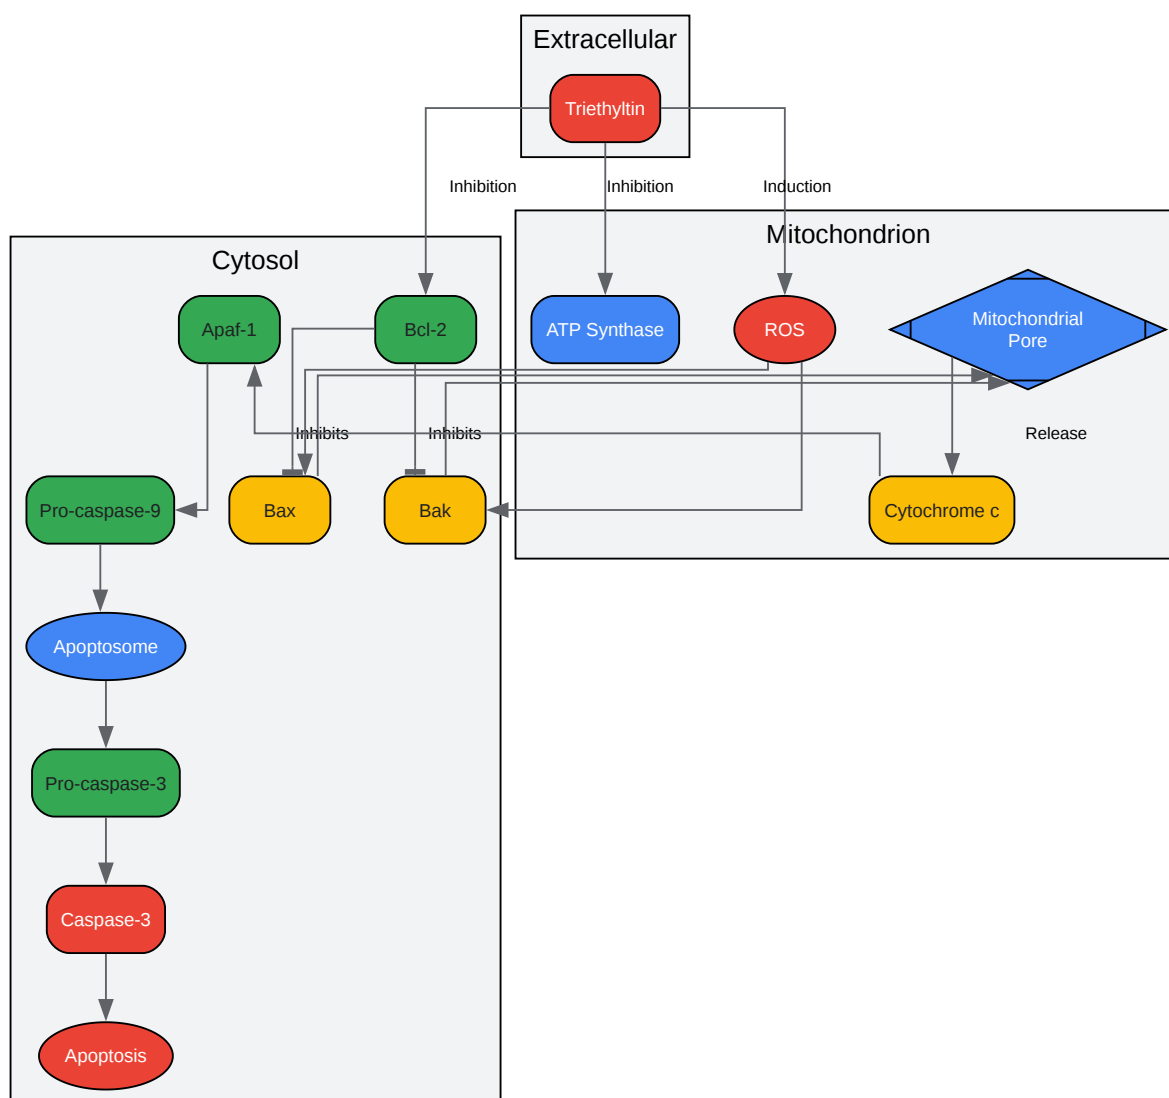 Extracellular
Triethyltin
Inhibition
Inhibition
Induction
Cytosol
Mitochondrion
Apaf-1
Bcl-2
ATP Synthase
ROS
Mitochondrial
Pore
Inhibits
Inhibits
Release
Pro-caspase-9
Bax
Bak
Cytochrome c
Apoptosome
Pro-caspase-3
Caspase-3
Apoptosis